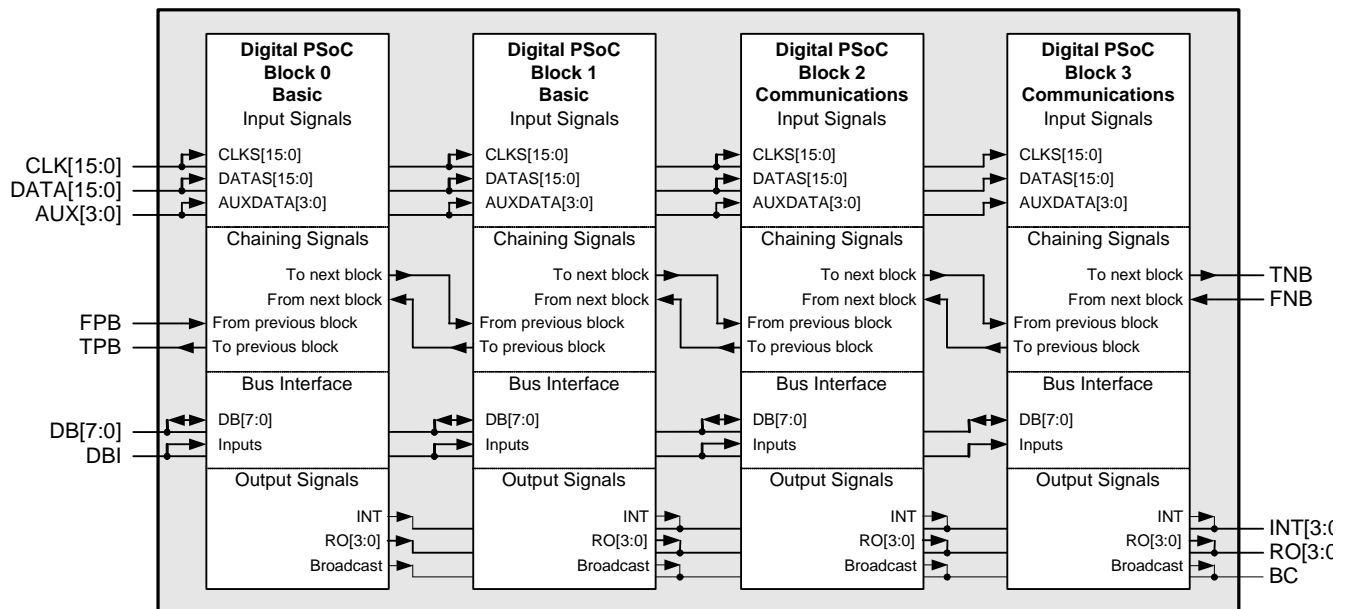 Digital PSoC
Block 0
Basic
Input Signals
CLKS[15:0]
DATAS[15:0]
AUXDATA[3:0]
Chaining Signals
To next block
From next block
From previous block
To previous block
Bus Interface
DB[7:0]
Inputs
Output Signals
INT
RO[3:0]
Broadcast
Digital PSoC
Block 1
Basic
Input Signals
CLKS[15:0]
DATAS[15:0]
AUXDATA[3:0]
Chaining Signals
To next block
From next block
From previous block
To previous block
Bus Interface
DB[7:0]
Inputs
Output Signals
INT
RO[3:0]
Broadcast
Digital PSoC
Block 2
Communications
Input Signals
CLKS[15:0]
DATAS[15:0]
AUXDATA[3:0]
Chaining Signals
To next block
From next block
From previous block
To previous block
Bus Interface
DB[7:0]
Inputs
Output Signals
INT
RO[3:0]
Broadcast
Digital PSoC
Block 3
Communications
Input Signals
CLKS[15:0]
DATAS[15:0]
AUXDATA[3:0]
Chaining Signals
To next block
From next block
From previous block
To previous block
Bus Interface
DB[7:0]
Inputs
Output Signals
INT
RO[3:0]
Broadcast
CLK[15:0]
DATA[15:0]
AUX[3:0]
FPB
TPB
DB[7:0]
DBI
TNB
FNB
INT[3:0
RO[3:0
BC